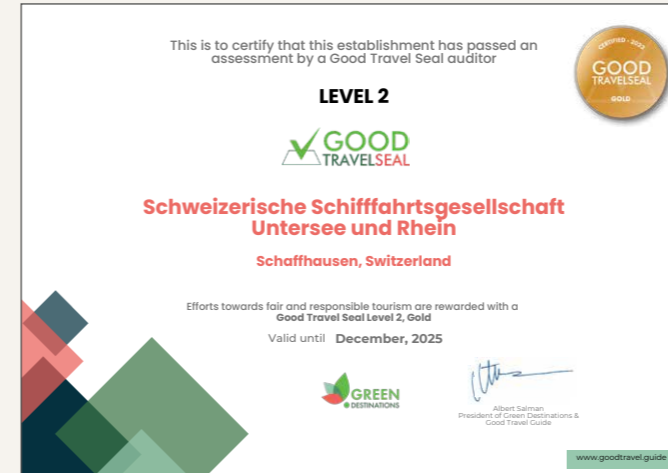 This is to certify that this establishment has passed an
assessment by a Good Travel Seal auditor
CERTIFIED • 2023
GOOD
TRAVELSEAL
GOLD
LEVEL 2
GOOD
TRAVELSEAL
Schweizerische Schifffahrtsgesellschaft
Untersee und Rhein
Schaffhausen, Switzerland
Efforts towards fair and responsible tourism are rewarded with a
Good Travel Seal Level 2, Gold
Valid until December, 2025
GREEN
DESTINATIONS
Albert Salman
President of Green Destinations &
Good Travel Guide
www.goodtravel.guide